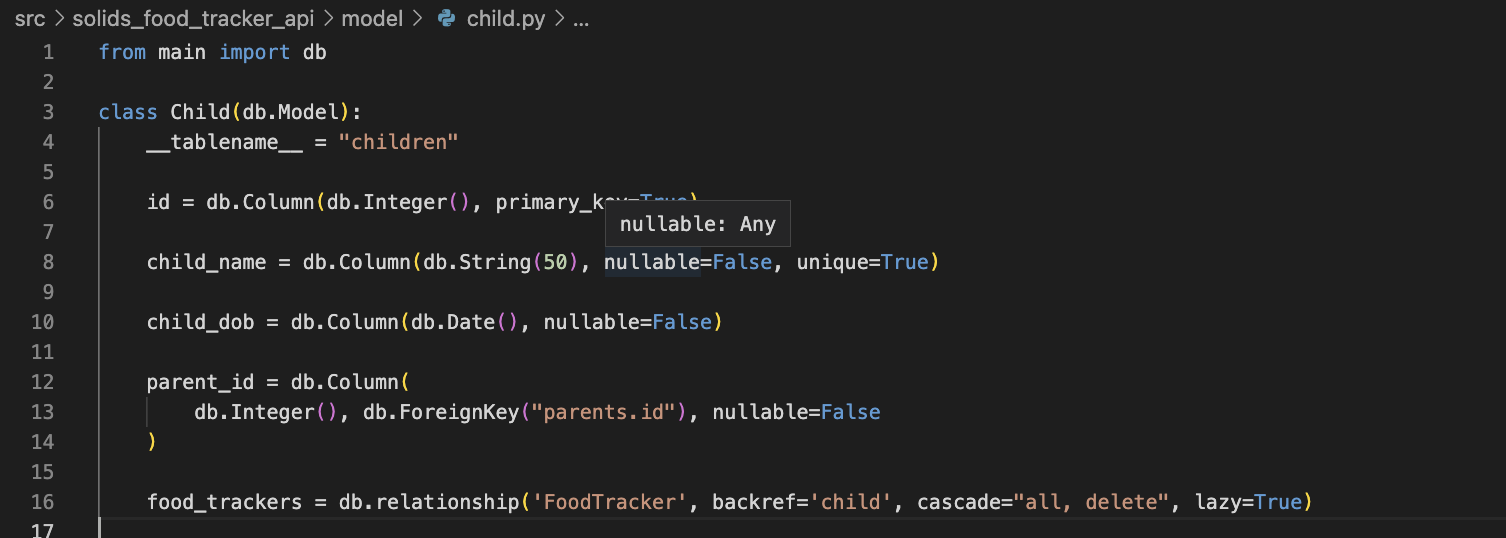 src > solids_food_tracker_api > model > child.py > ...
1 from main import db
2
3 class Child(db.Model):
4 __tablename__ = "children"
5
6 id = db.Column(db.Integer(), primary_key=True)
7
nullable: Any
8 child_name = db.Column(db.String(50), nullable=False, unique=True)
9
10 child_dob = db.Column(db.Date(), nullable=False)
11
12 parent_id = db.Column(
13 db.Integer(), db.ForeignKey("parents.id"), nullable=False
14 )
15
16 food_trackers = db.relationship('FoodTracker', backref='child', cascade="all, delete", lazy=True)
17